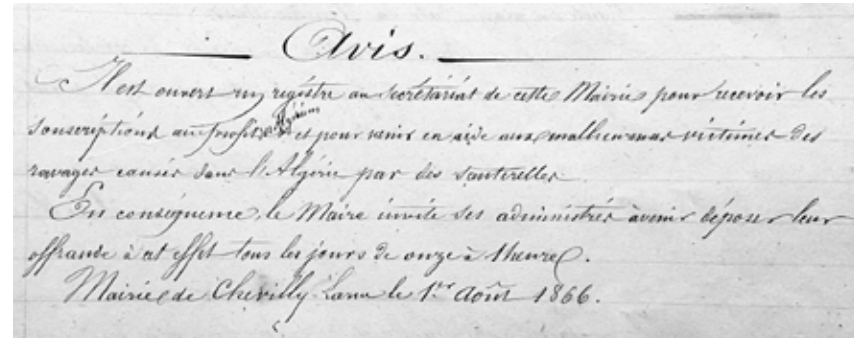 Avis.
Il est ouvert un registre au secrétariat de cette Mairie pour recevoir les
souscriptions au profit et pour venir en aide aux malheureuses victimes des
ravages causés dans l'Algérie par des sauterelles.
En conséquence, le Maire invite ses administrés à venir déposer leur
offrande à cet effet tous les jours de onze à 1 heure.
Mairie de Chevilly Larue le 1er Août 1866.